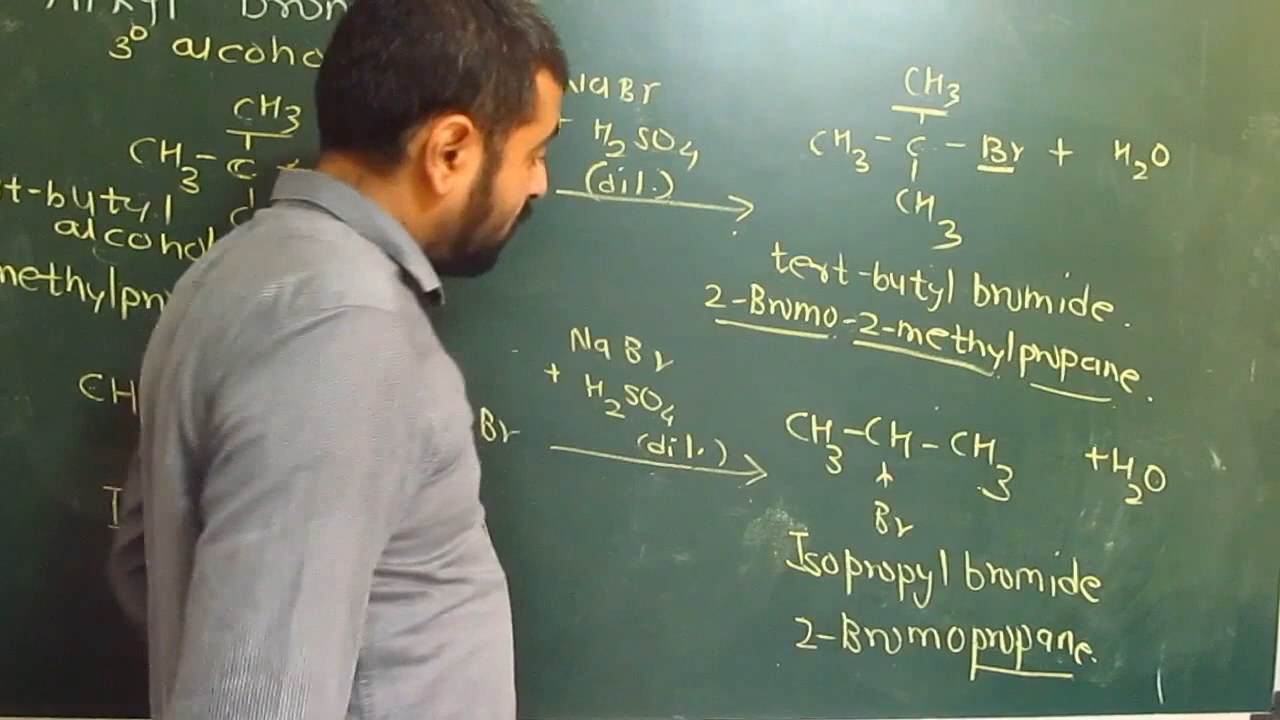 3° alcoho
CH3
CH3-C
t-butyl
alcohol
methylpr
NaBr
+ H2SO4
(dil.)
CH3
CH3-C-Br + H2O
CH3
tert-butyl bromide.
2-Bromo-2-methylpropane.
CH
Br
NaBr
+ H2SO4
(dil.)
CH3-CH-CH3 +H2O
Br
Isopropyl bromide
2-Bromopropane.